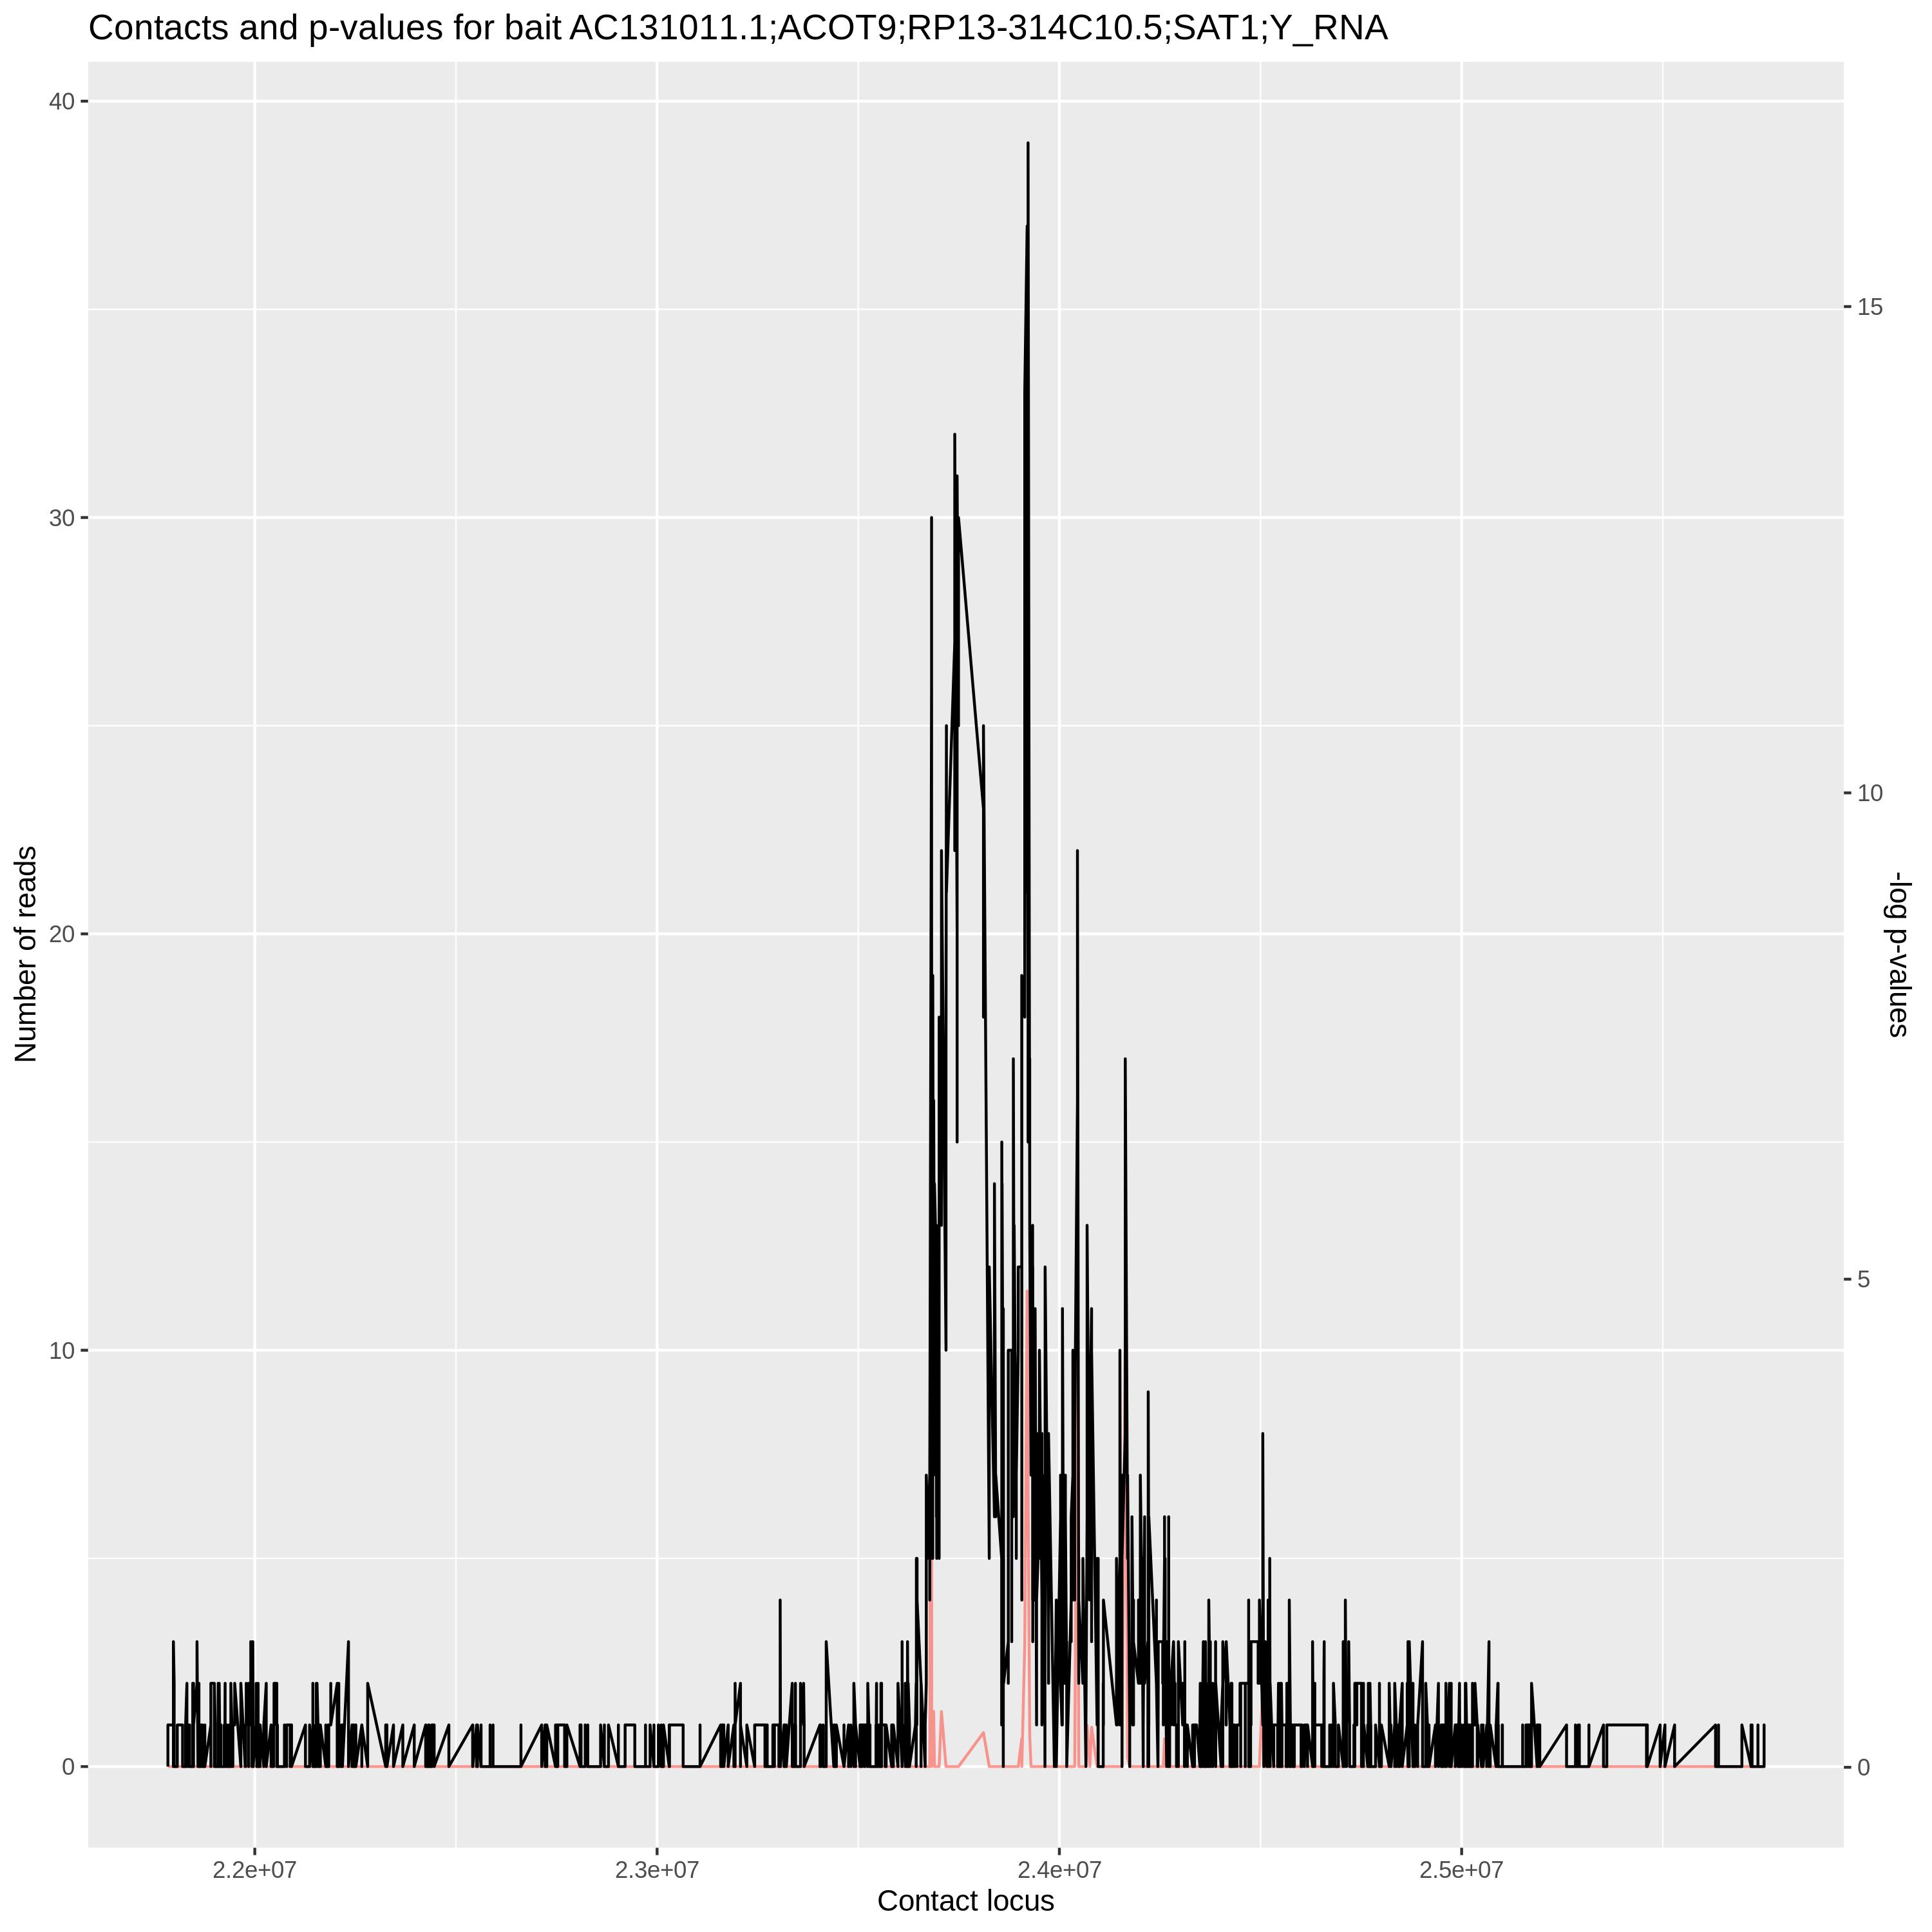 Contacts and p-values for bait AC131011.1;ACOT9;RP13-314C10.5;SAT1;Y_RNA
40
30
20
10
0
Number of reads
15
10
5
0
-log p-values
2.2e+07
2.3e+07
2.4e+07
2.5e+07
Contact locus